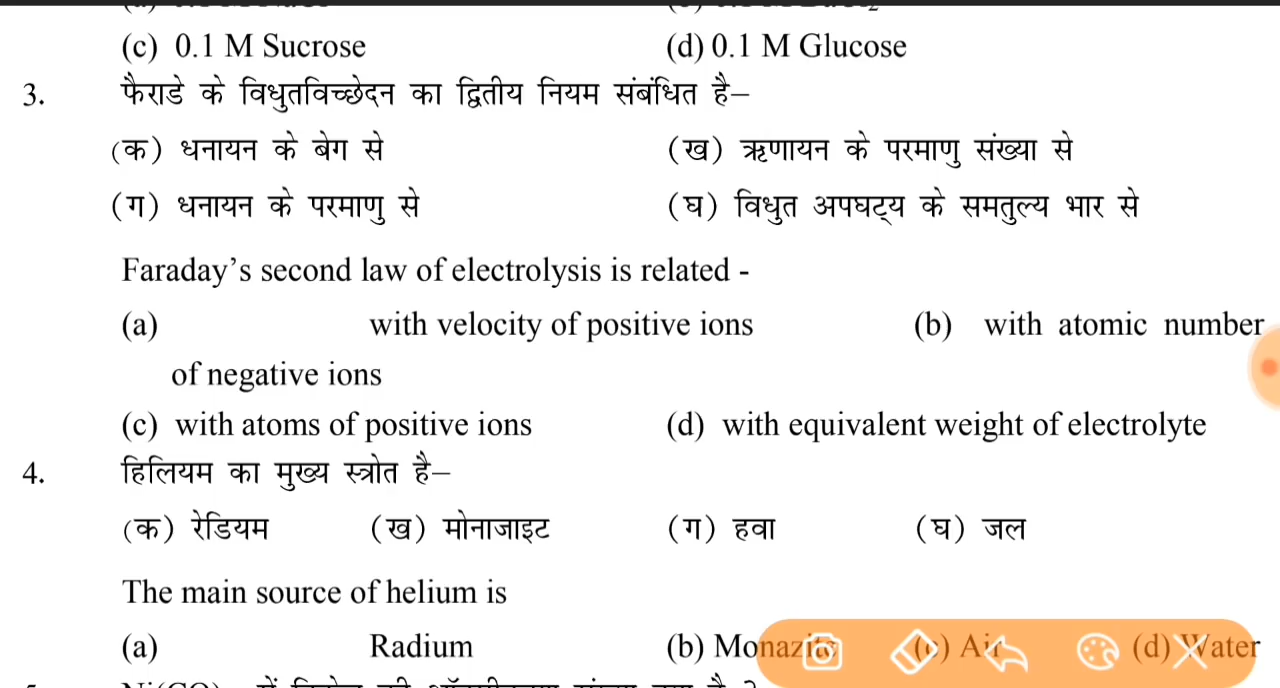 (c) 0.1 M Sucrose (d) 0.1 M Glucose
3. फैराडे के विधुतविच्छेदन का द्वितीय नियम संबंधित है–
(क) धनायन के बेग से (ख) ऋणायन के परमाणु संख्या से
(ग) धनायन के परमाणु से (घ) विधुत अपघट्य के समतुल्य भार से
Faraday's second law of electrolysis is related -
(a) with velocity of positive ions (b) with atomic number
of negative ions
(c) with atoms of positive ions (d) with equivalent weight of electrolyte
4. हिलियम का मुख्य स्त्रोत है–
(क) रेडियम (ख) मोनाजाइट (ग) हवा (घ) जल
The main source of helium is
(a) Radium (b) Monazite (c) Air (d) Water